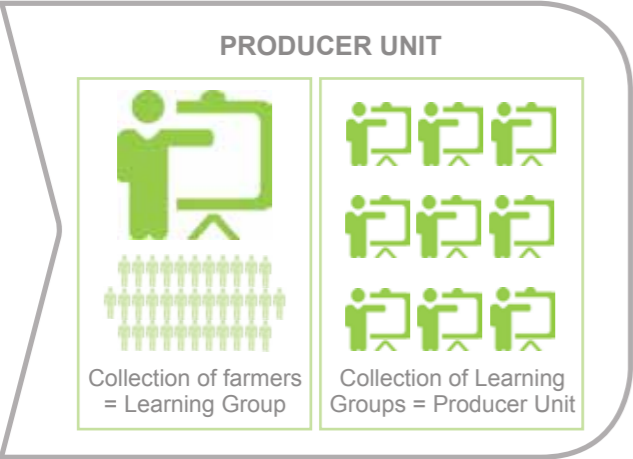 PRODUCER UNIT
Collection of farmers
= Learning Group
Collection of Learning
Groups = Producer Unit